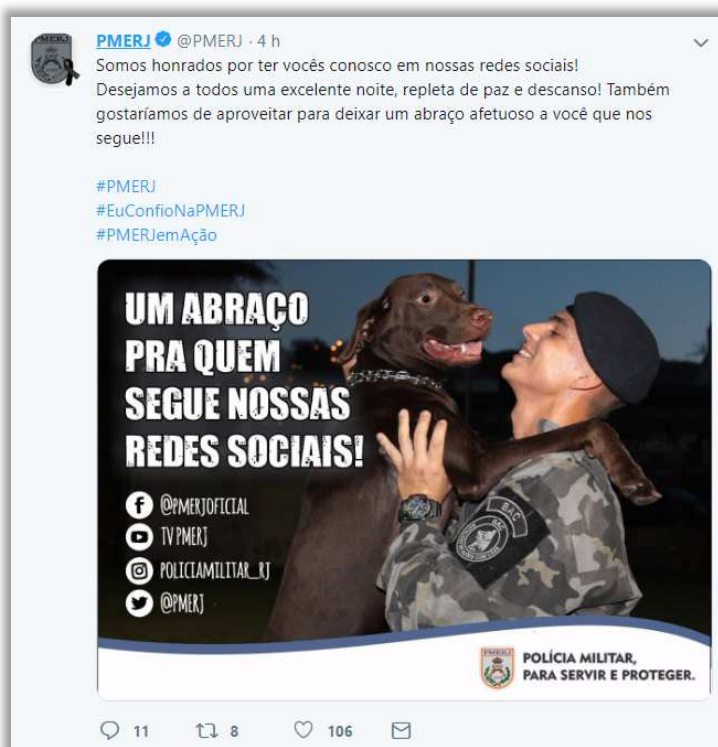 PMERJ @PMERJ · 4 h
Somos honrados por ter vocês conosco em nossas redes sociais!
Desejamos a todos uma excelente noite, repleta de paz e descanso! Também
gostaríamos de aproveitar para deixar um abraço afetuoso a você que nos
segue!!!
#PMERJ
#EuConfioNaPMERJ
#PMERJemAção
UM ABRAÇO
PRA QUEM
SEGUE NOSSAS
REDES SOCIAIS!
@PMERJOFICIAL
TV PMERJ
POLICIAMILITAR_RJ
@PMERJ
BAC
PMERJ
POLÍCIA MILITAR,
PARA SERVIR E PROTEGER.
11 8 106